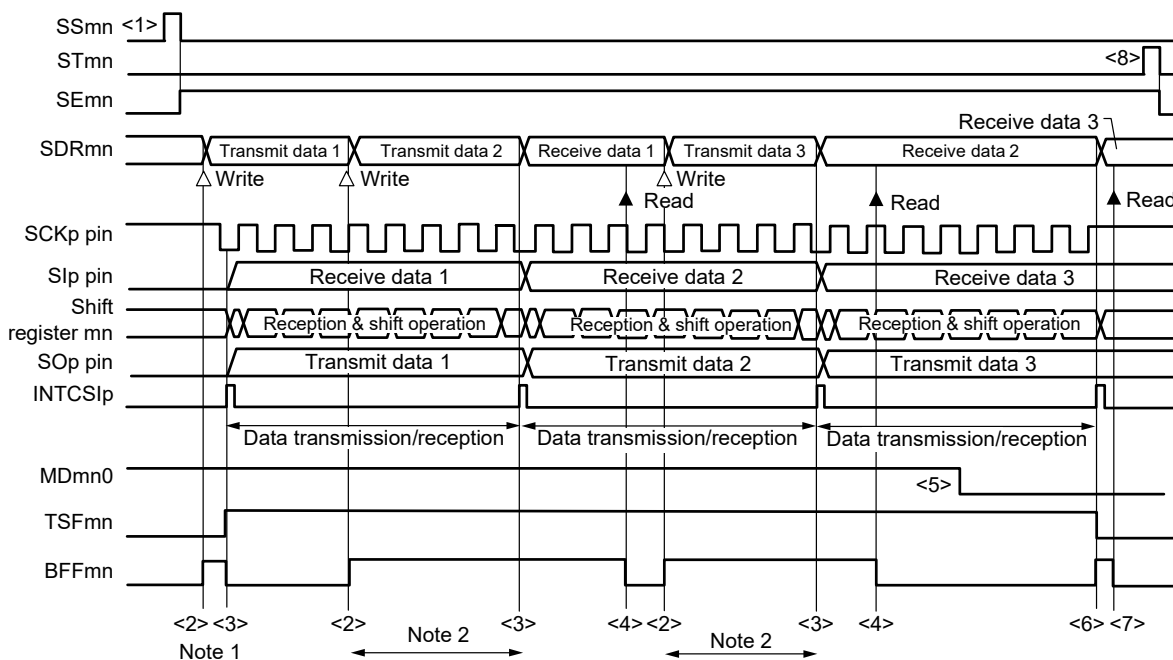 SSmn <1>
STmn <8>
SEmn
Receive data 3
SDRmn Transmit data 1 Transmit data 2 Receive data 1 Transmit data 3 Receive data 2
Write Write Read Write Read Read
SCKp pin
SIp pin Receive data 1 Receive data 2 Receive data 3
Shift
register mn Reception & shift operation Reception & shift operation Reception & shift operation
SOp pin Transmit data 1 Transmit data 2 Transmit data 3
INTCSIp
Data transmission/reception Data transmission/reception Data transmission/reception
MDmn0 <5>
TSFmn
BFFmn
<2> <3> <2> <3> <4> <2> <3> <4> <6> <7>
Note 1 Note 2 Note 2